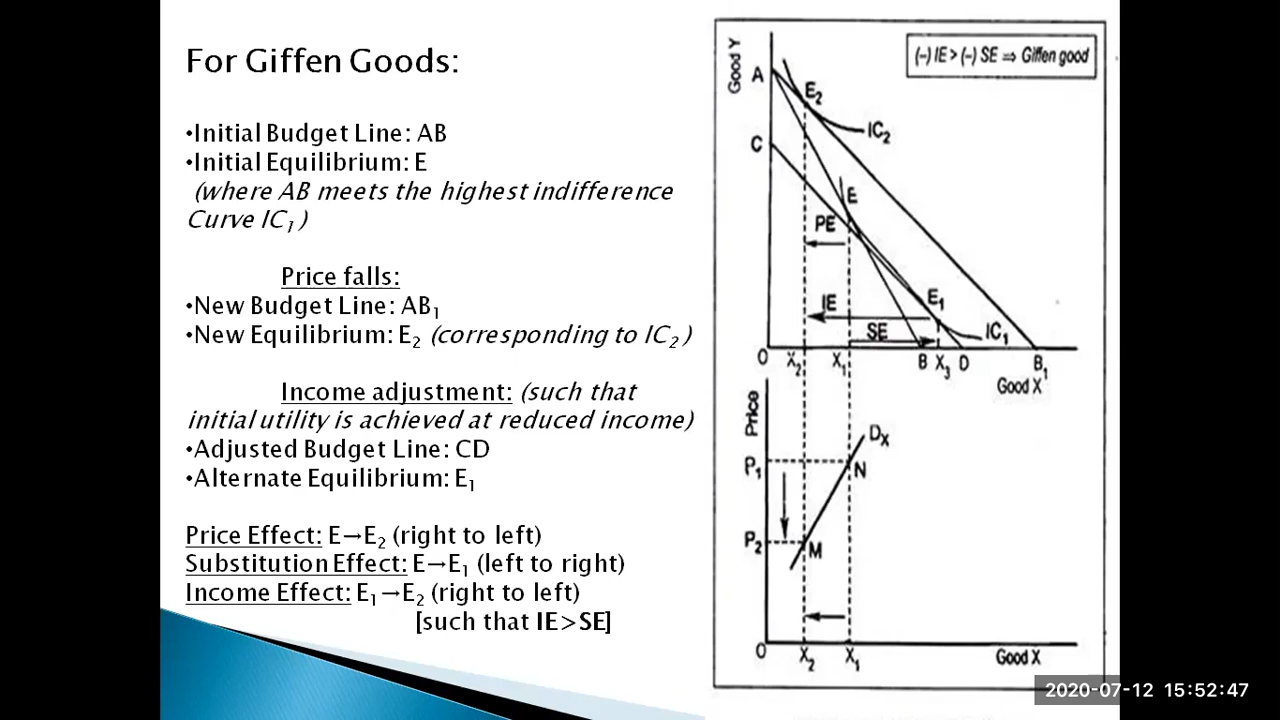 For Giffen Goods:
•Initial Budget Line: AB
•Initial Equilibrium: E
(where AB meets the highest indifference
Curve IC₁)
Price falls:
•New Budget Line: AB₁
•New Equilibrium: E₂ (corresponding to IC₂)
Income adjustment: (such that
initial utility is achieved at reduced income)
•Adjusted Budget Line: CD
•Alternate Equilibrium: E₁
Price Effect: E→E₂ (right to left)
Substitution Effect: E→E₁ (left to right)
Income Effect: E₁→E₂ (right to left)
[such that IE>SE]
Good Y
(–) IE > (–) SE ⇒ Giffen good
A
E₂
IC₂
C
E
PE
E₁
IE
SE
IC₁
O X₂ X₁ B X₃ D B₁
Good X
Price
Dₓ
P₁
N
P₂
M
O X₂ X₁ Good X
2020-07-12 15:52:47